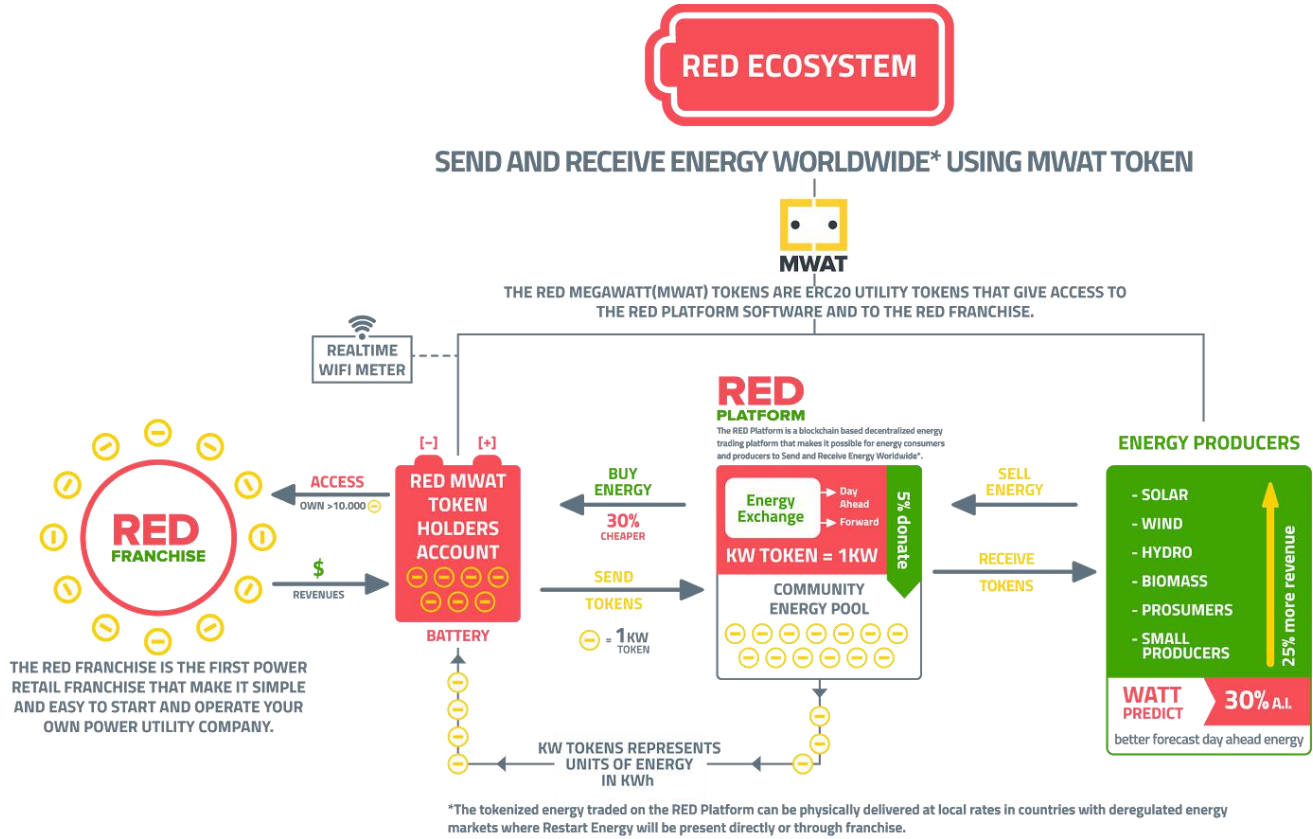 RED ECOSYSTEM
SEND AND RECEIVE ENERGY WORLDWIDE* USING MWAT TOKEN
MWAT
THE RED MEGAWATT(MWAT) TOKENS ARE ERC20 UTILITY TOKENS THAT GIVE ACCESS TO
THE RED PLATFORM SOFTWARE AND TO THE RED FRANCHISE.
REALTIME
WIFI METER
RED
FRANCHISE
THE RED FRANCHISE IS THE FIRST POWER
RETAIL FRANCHISE THAT MAKE IT SIMPLE
AND EASY TO START AND OPERATE YOUR
OWN POWER UTILITY COMPANY.
ACCESS
OWN >10.000
$
REVENUES
[-]
[+]
RED MWAT
TOKEN
HOLDERS
ACCOUNT
BATTERY
BUY
ENERGY
30%
CHEAPER
SEND
TOKENS
= 1 KW
TOKEN
RED
PLATFORM
The RED Platform is a blockchain based decentralized energy
trading platform that makes it possible for energy consumers
and producers to Send and Receive Energy Worldwide*.
Energy
Exchange
Day
Ahead
Forward
5% donate
KW TOKEN = 1KW
COMMUNITY
ENERGY POOL
KW TOKENS REPRESENTS
UNITS OF ENERGY
IN KWh
SELL
ENERGY
RECEIVE
TOKENS
ENERGY PRODUCERS
- SOLAR
- WIND
- HYDRO
- BIOMASS
- PROSUMERS
- SMALL
PRODUCERS
25% more revenue
WATT
PREDICT
30% A.I.
better forecast day ahead energy
*The tokenized energy traded on the RED Platform can be physically delivered at local rates in countries with deregulated energy
markets where Restart Energy will be present directly or through franchise.